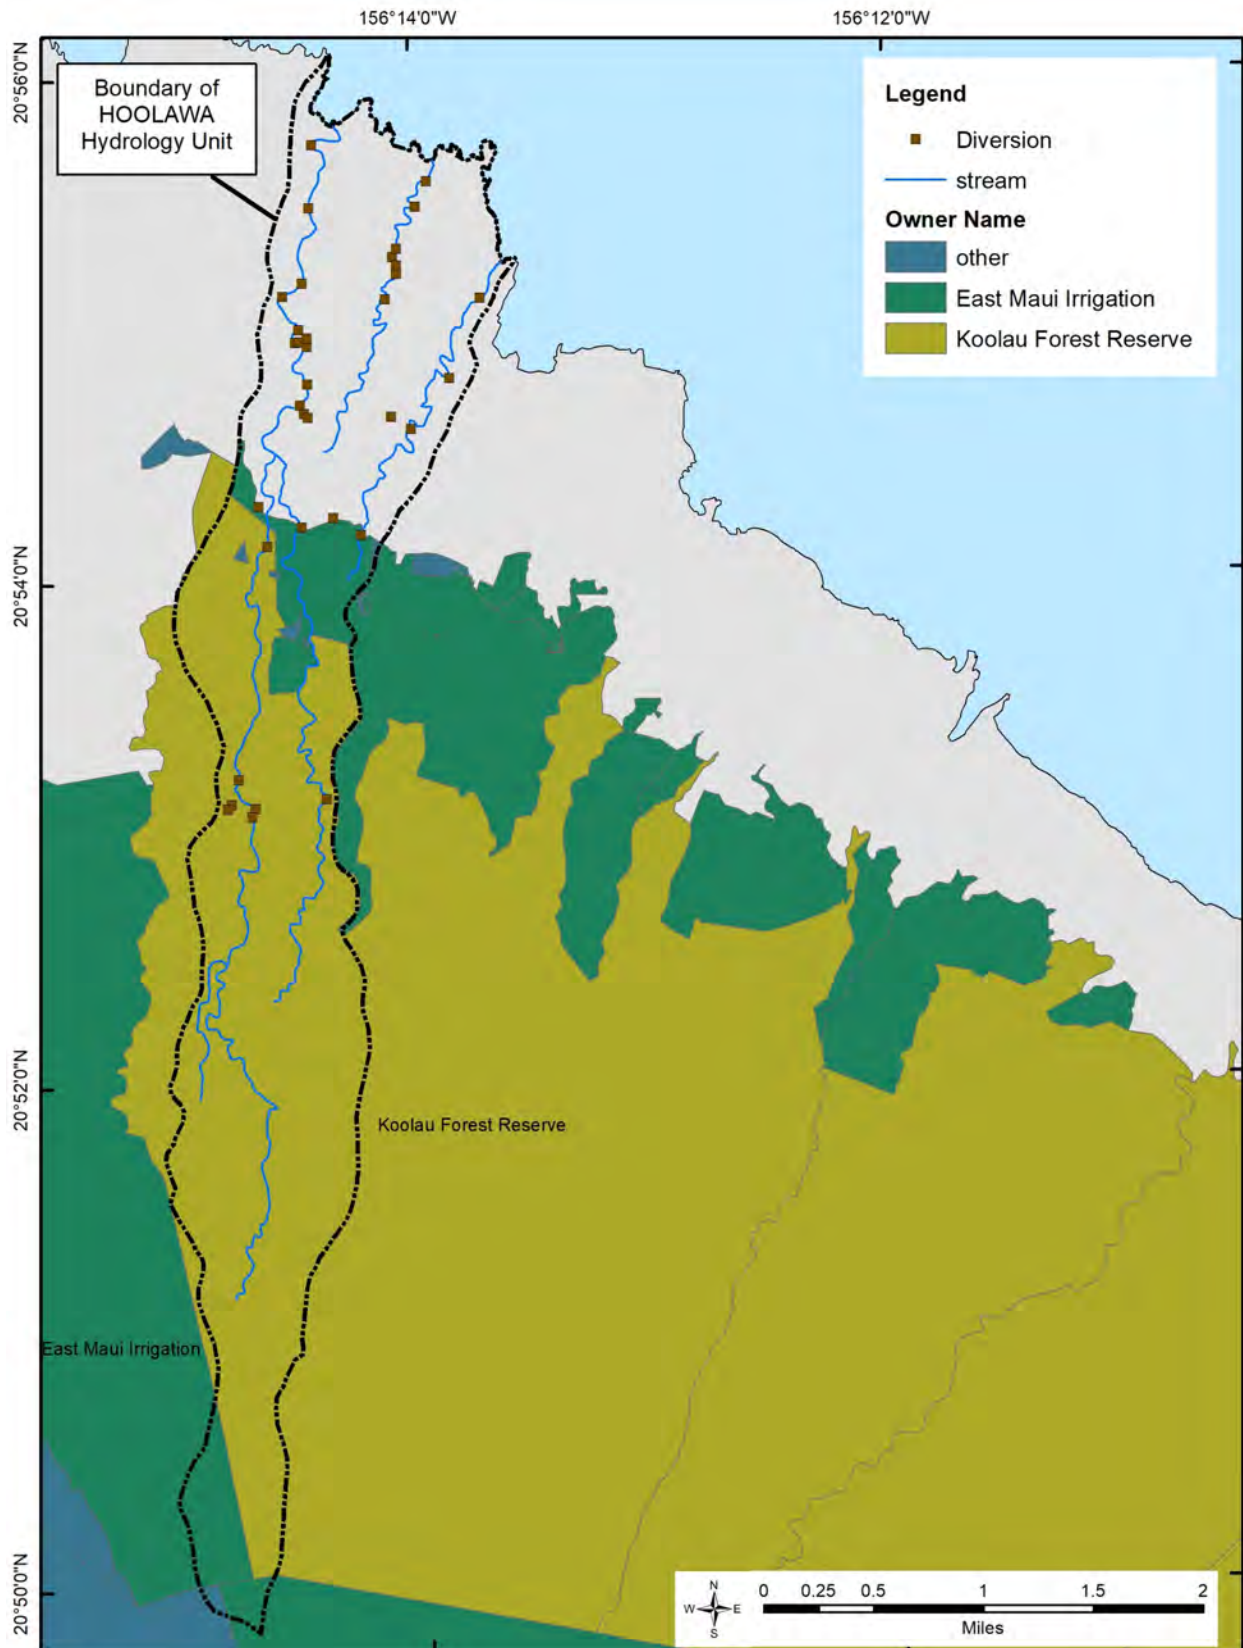 156°14'0"W
156°12'0"W
20°56'0"N
Boundary of
HOOLAWA
Hydrology Unit
Legend
Diversion
stream
Owner Name
other
East Maui Irrigation
Koolau Forest Reserve
20°54'0"N
20°52'0"N
Koolau Forest Reserve
East Maui Irrigation
20°50'0"N
N
W E
S
0 0.25 0.5 1 1.5 2
Miles